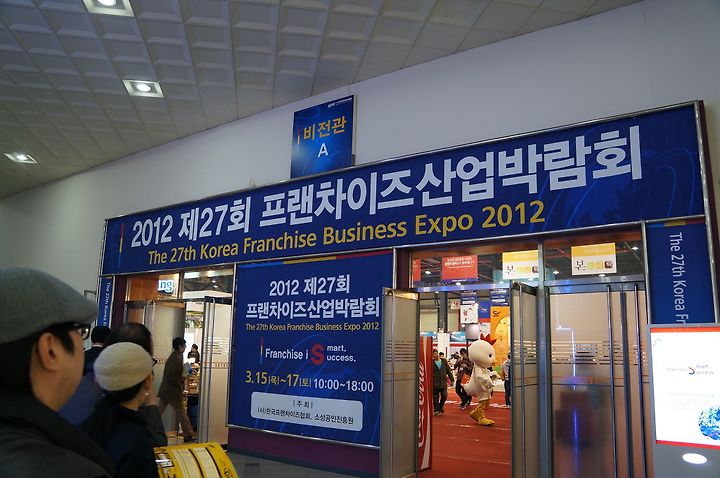 비전관
A
2012 제27회 프랜차이즈산업박람회
The 27th Korea Franchise Business Expo 2012
2012 제27회
프랜차이즈산업박람회
The 27th Korea Franchise Business Expo 2012
Franchise is Smart, Success.
3.15(목)~17(토) 10:00~18:00
[주최]
(사)한국프랜차이즈협회, 소상공인진흥원
The 27th Korea
The 27th Korea